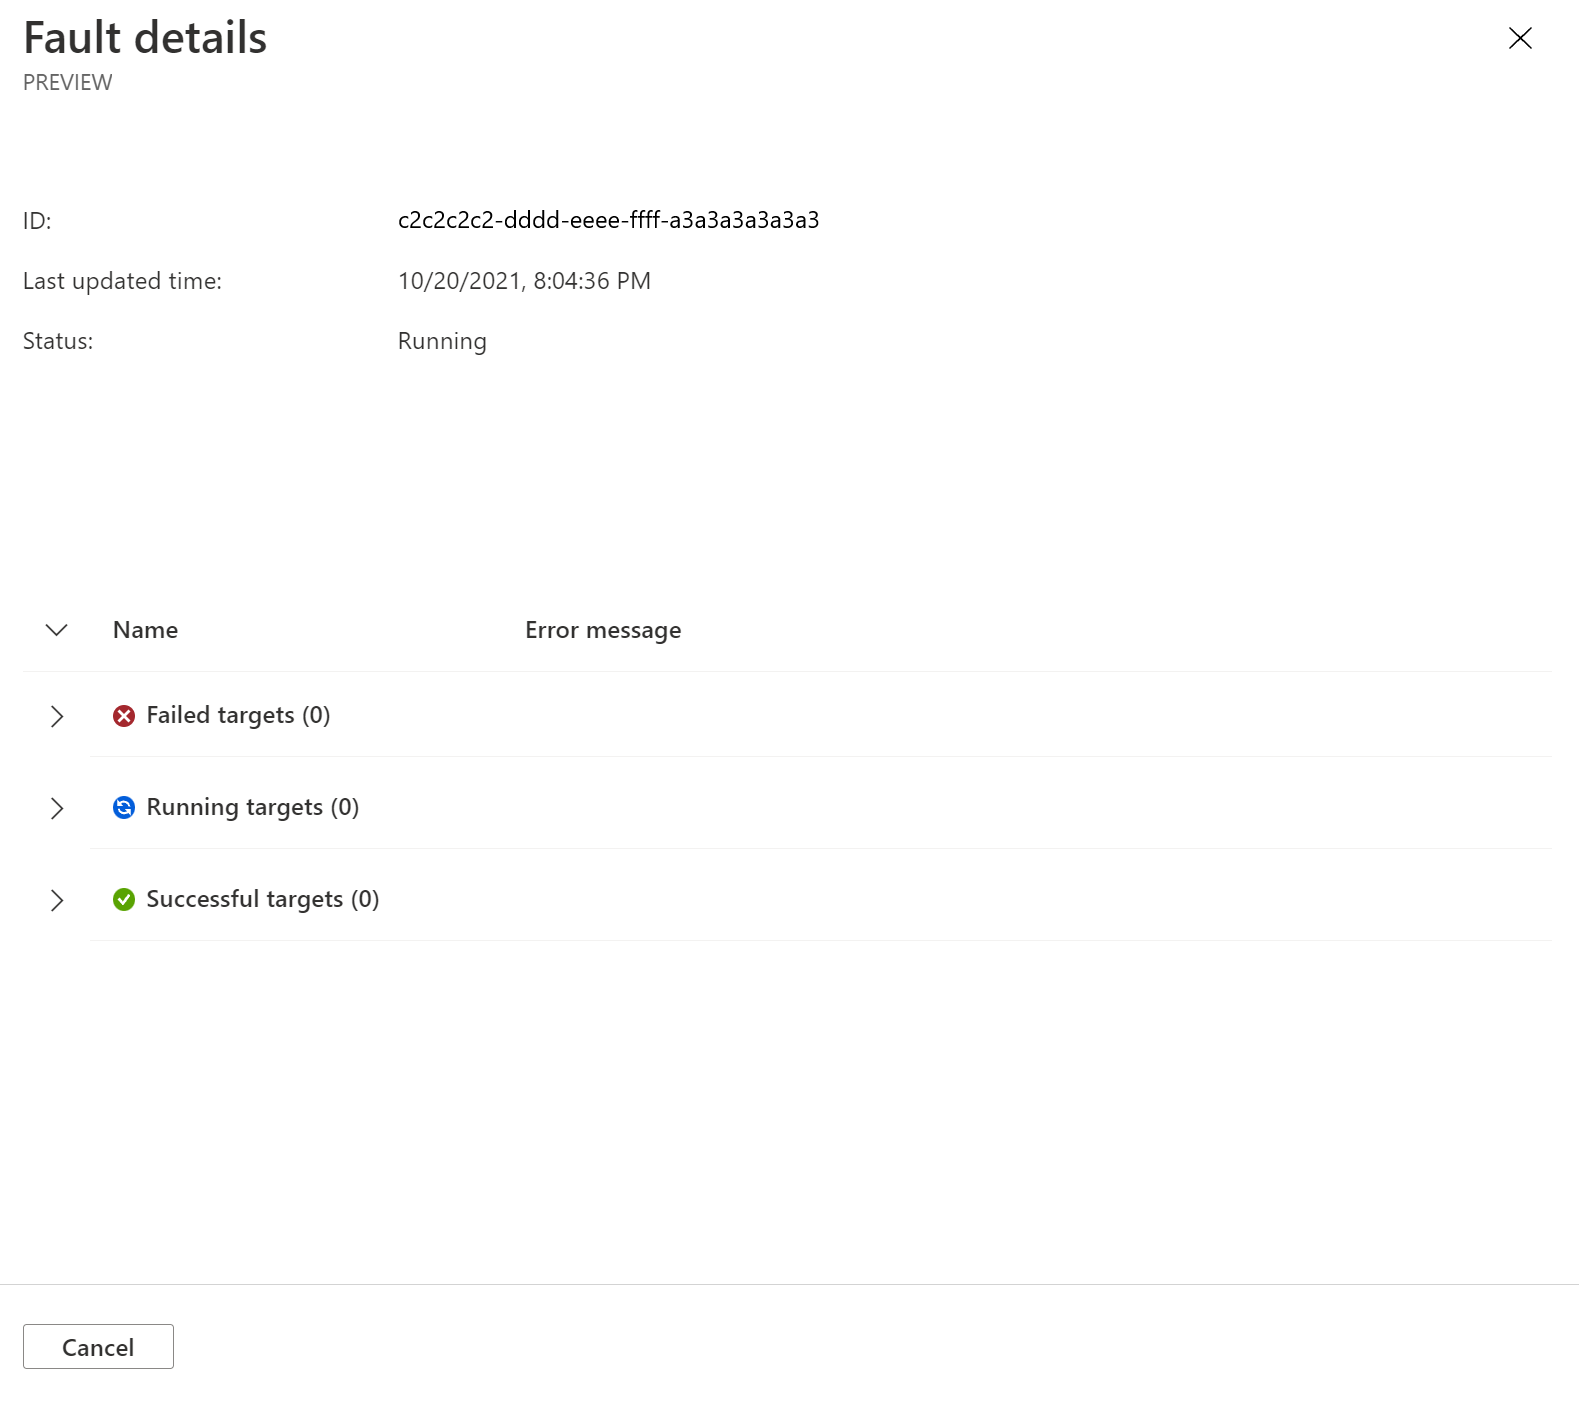 Fault details
PREVIEW
ID: c2c2c2c2-dddd-eeee-ffff-a3a3a3a3a3a3
Last updated time: 10/20/2021, 8:04:36 PM
Status: Running
Name Error message
Failed targets (0)
Running targets (0)
Successful targets (0)
Cancel